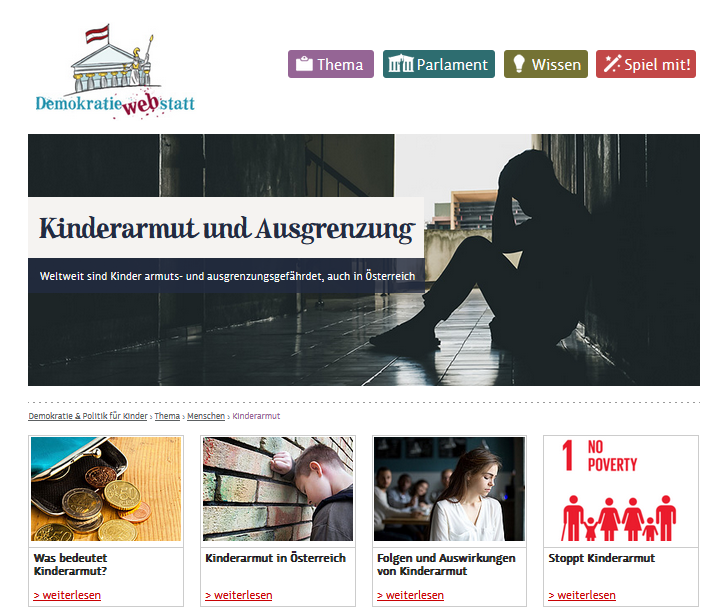 Demokratiewebstatt
Thema
Parlament
Wissen
Spiel mit!
Kinderarmut und Ausgrenzung
Weltweit sind Kinder armuts- und ausgrenzungsgefährdet, auch in Österreich
Demokratie & Politik für Kinder › Thema › Menschen › Kinderarmut
1 NO
POVERTY
Was bedeutet
Kinderarmut?
> weiterlesen
Kinderarmut in Österreich
> weiterlesen
Folgen und Auswirkungen
von Kinderarmut
> weiterlesen
Stoppt Kinderarmut
> weiterlesen